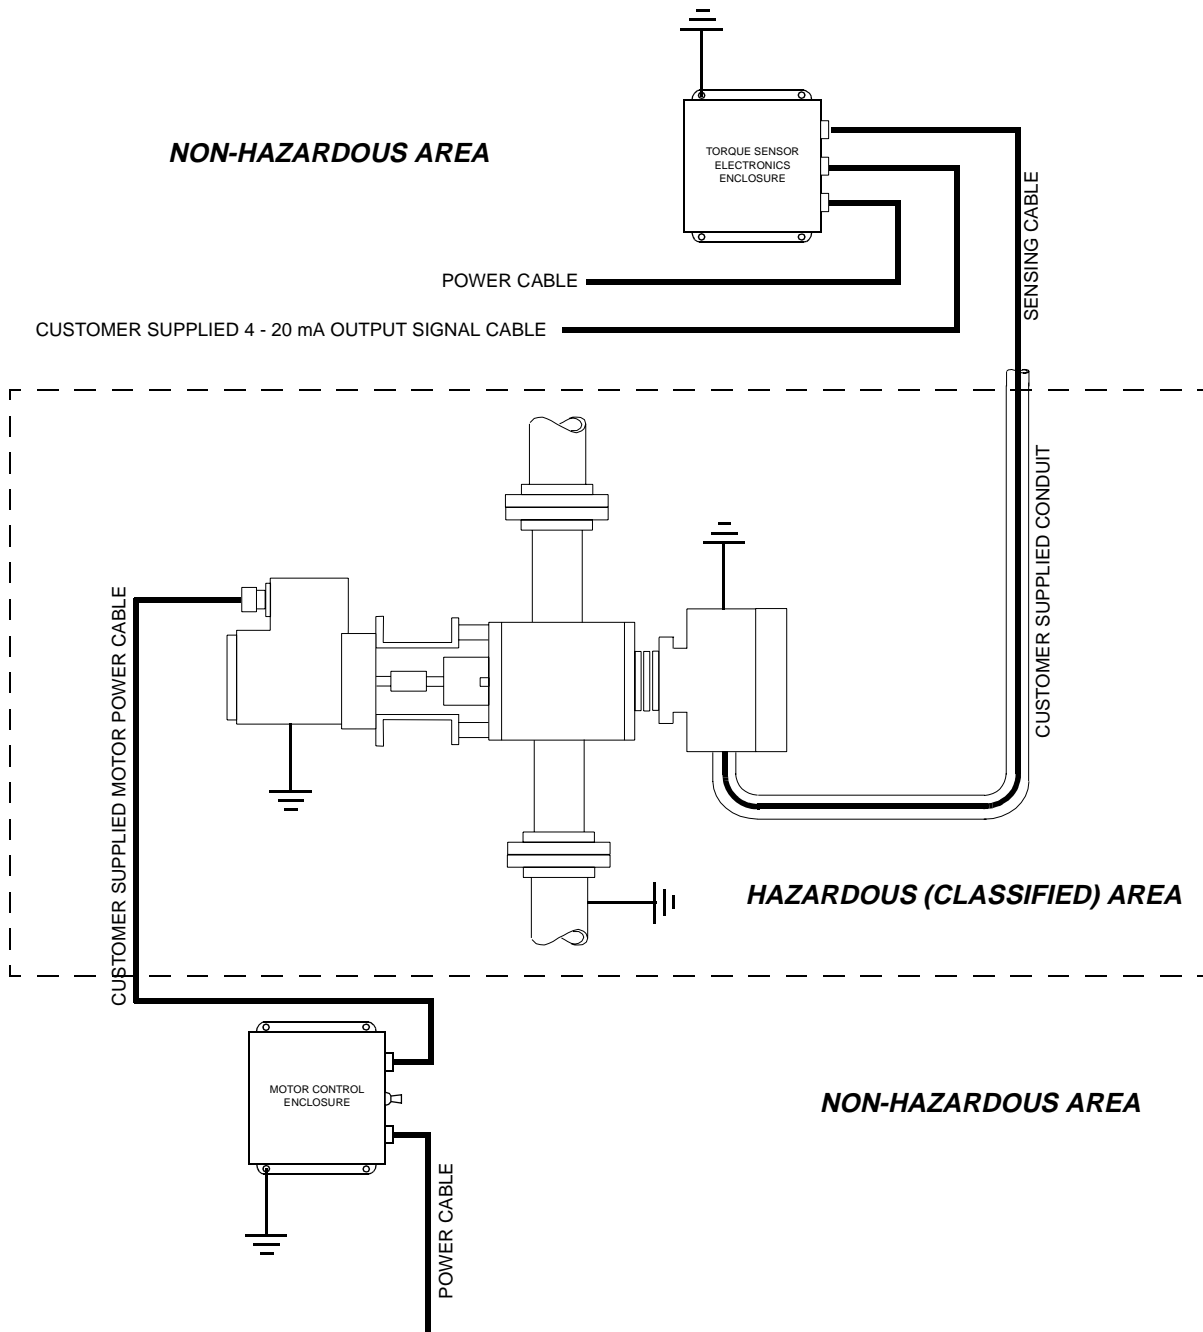 NON-HAZARDOUS AREA
TORQUE SENSOR
ELECTRONICS
ENCLOSURE
SENSING CABLE
POWER CABLE
CUSTOMER SUPPLIED 4 - 20 mA OUTPUT SIGNAL CABLE
CUSTOMER SUPPLIED CONDUIT
CUSTOMER SUPPLIED MOTOR POWER CABLE
HAZARDOUS (CLASSIFIED) AREA
MOTOR CONTROL
ENCLOSURE
NON-HAZARDOUS AREA
POWER CABLE